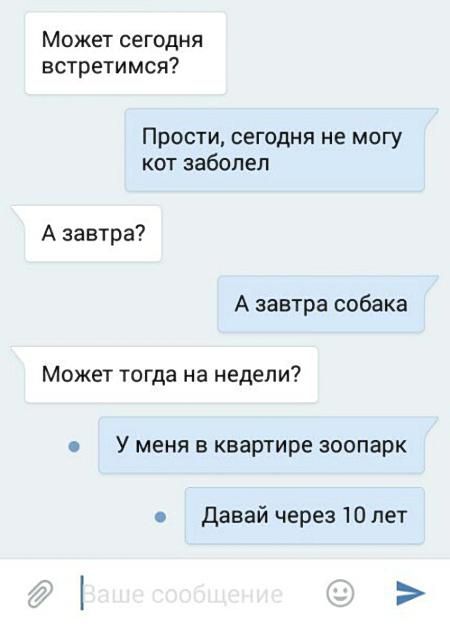 Может сегодня
встретимся?
Прости, сегодня не могу
кот заболел
А завтра?
А завтра собака
Может тогда на недели?
У меня в квартире зоопарк
Давай через 10 лет
Ваше сообщение